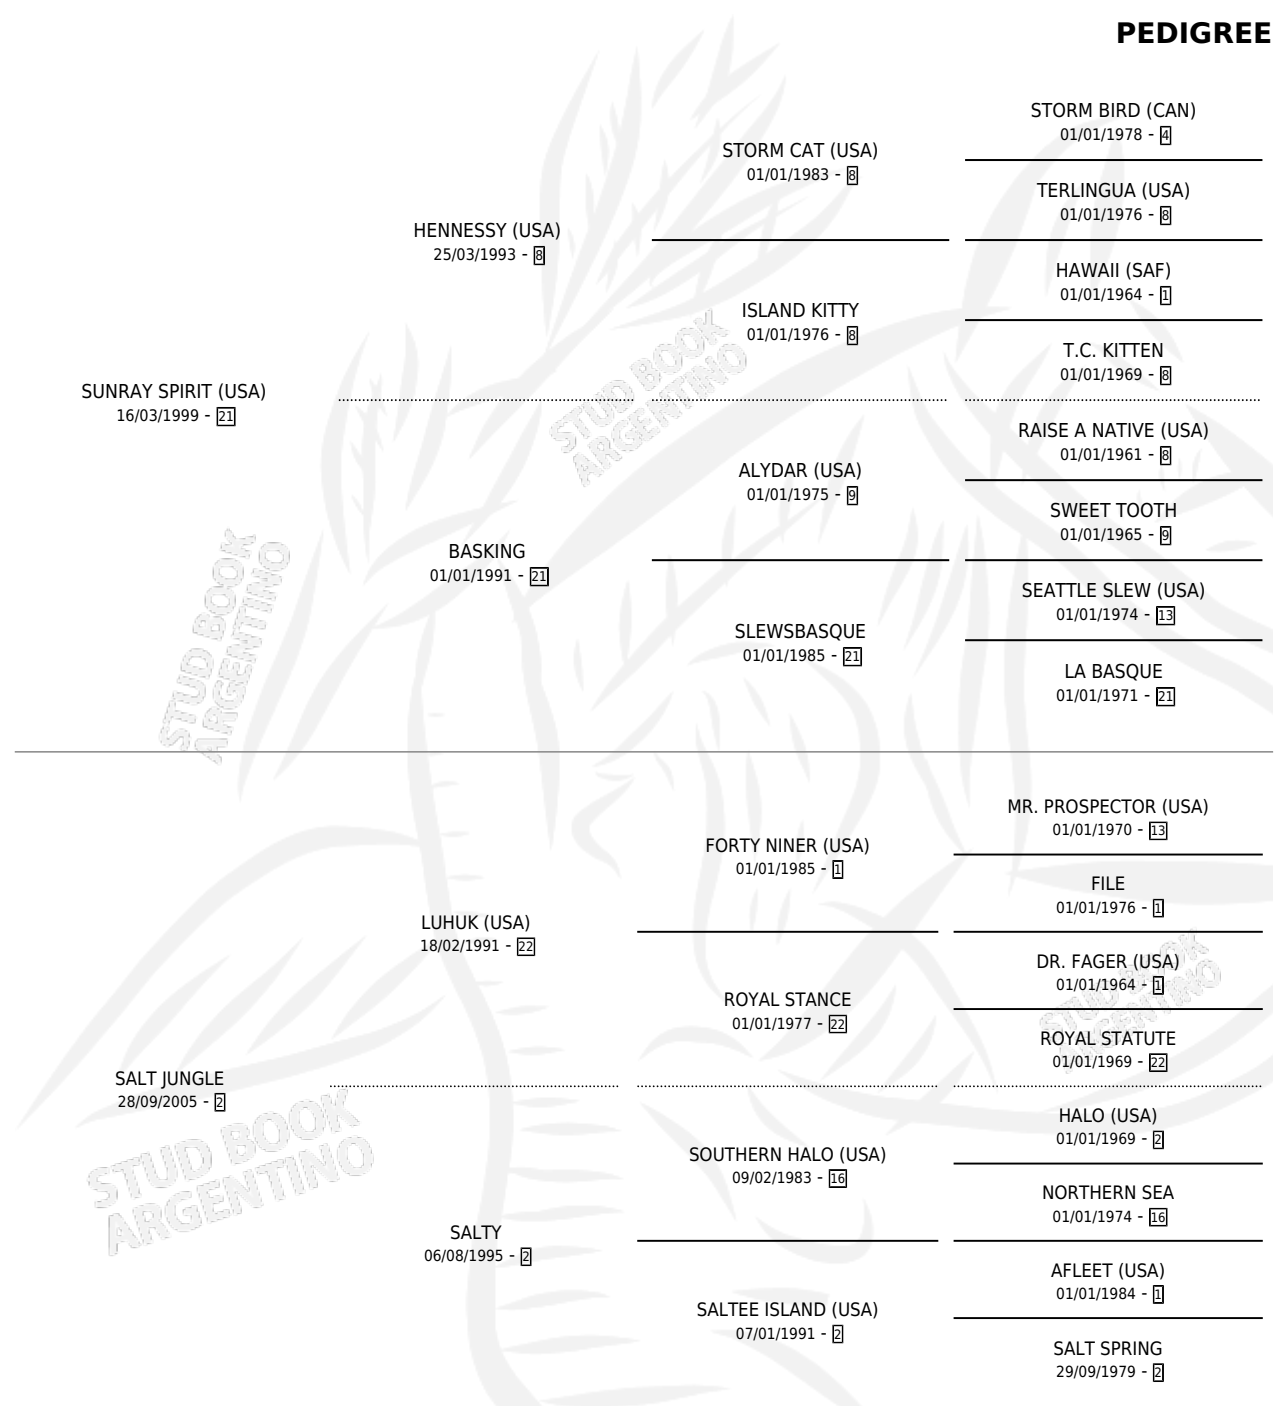 PEDIGREE
STORM BIRD (CAN)
01/01/1978 - 4
STORM CAT (USA)
01/01/1983 - 8
TERLINGUA (USA)
01/01/1976 - 8
HENNESSY (USA)
25/03/1993 - 8
HAWAII (SAF)
01/01/1964 - 1
ISLAND KITTY
01/01/1976 - 8
T.C. KITTEN
01/01/1969 - 8
SUNRAY SPIRIT (USA)
16/03/1999 - 21
RAISE A NATIVE (USA)
01/01/1961 - 8
ALYDAR (USA)
01/01/1975 - 9
SWEET TOOTH
01/01/1965 - 9
BASKING
01/01/1991 - 21
SEATTLE SLEW (USA)
01/01/1974 - 13
SLEWSBASQUE
01/01/1985 - 21
LA BASQUE
01/01/1971 - 21
MR. PROSPECTOR (USA)
01/01/1970 - 13
FORTY NINER (USA)
01/01/1985 - 1
FILE
01/01/1976 - 1
LUHUK (USA)
18/02/1991 - 22
DR. FAGER (USA)
01/01/1964 - 1
ROYAL STANCE
01/01/1977 - 22
ROYAL STATUTE
01/01/1969 - 22
SALT JUNGLE
28/09/2005 - 2
HALO (USA)
01/01/1969 - 2
SOUTHERN HALO (USA)
09/02/1983 - 16
NORTHERN SEA
01/01/1974 - 16
SALTY
06/08/1995 - 2
AFLEET (USA)
01/01/1984 - 1
SALTEE ISLAND (USA)
07/01/1991 - 2
SALT SPRING
29/09/1979 - 2
STUD BOOK
ARGENTINO
STUD BOOK
ARGENTINO
STUD BOOK
ARGENTINO
STUD BOOK
ARGENTINO